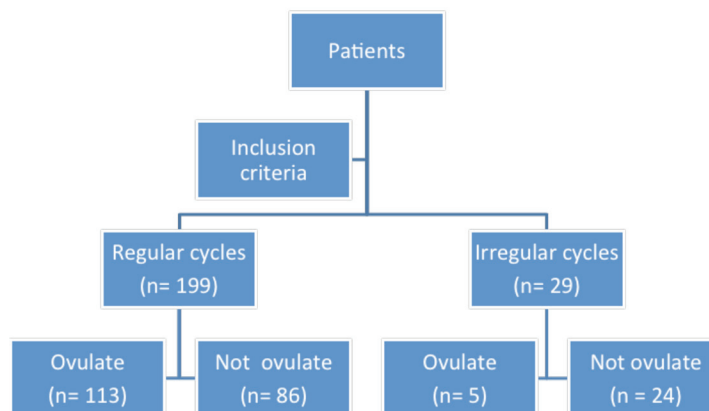 Patients
Inclusion
criteria
Regular cycles
(n= 199)
Irregular cycles
(n= 29)
Ovulate
(n= 113)
Not ovulate
(n= 86)
Ovulate
(n= 5)
Not ovulate
(n = 24)